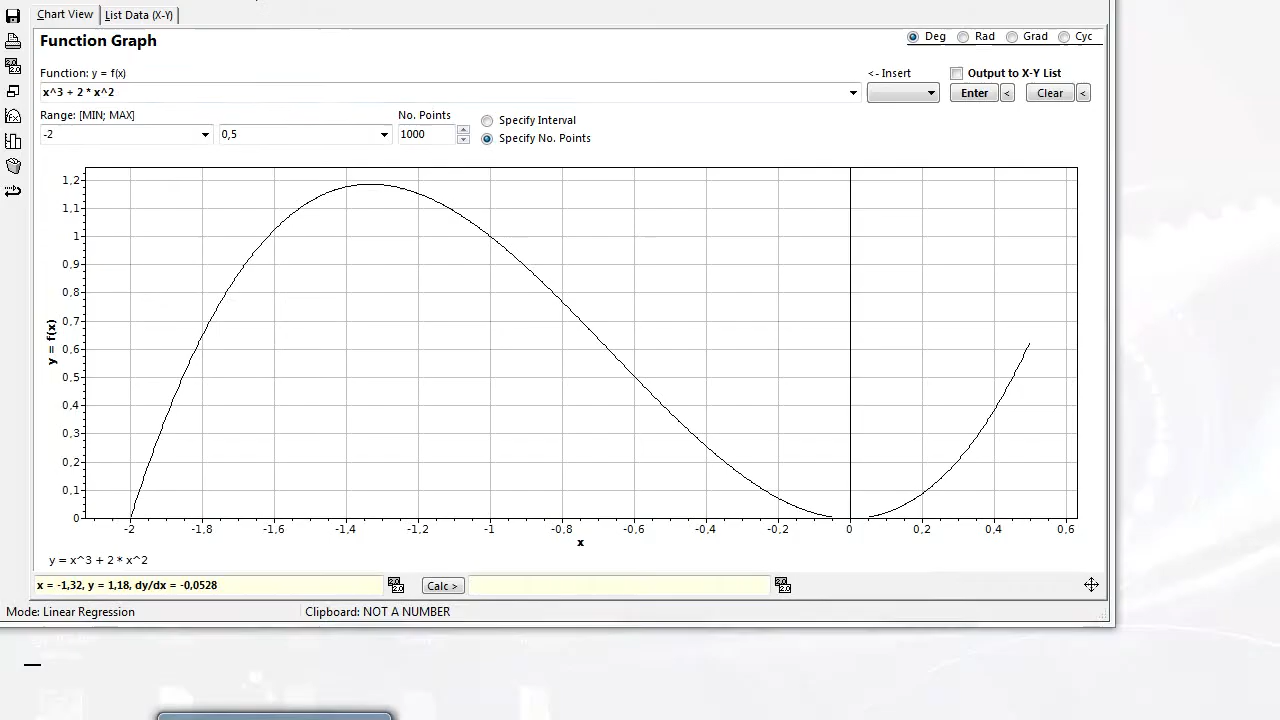 Chart View List Data (X-Y)
Function Graph
Deg Rad Grad Cyc
Function: y = f(x)
<- Insert
Output to X-Y List
x^3 + 2 * x^2
Enter < Clear <
Range: [MIN; MAX]
No. Points
Specify Interval
-2
0,5
1000
Specify No. Points
1,2
1,1
1
0,9
0,8
0,7
0,6
0,5
0,4
0,3
0,2
0,1
0
y = f(x)
-2 -1,8 -1,6 -1,4 -1,2 -1 -0,8 -0,6 -0,4 -0,2 0 0,2 0,4 0,6
x
y = x^3 + 2 * x^2
x = -1,32, y = 1,18, dy/dx = -0,0528
Calc >
Mode: Linear Regression
Clipboard: NOT A NUMBER